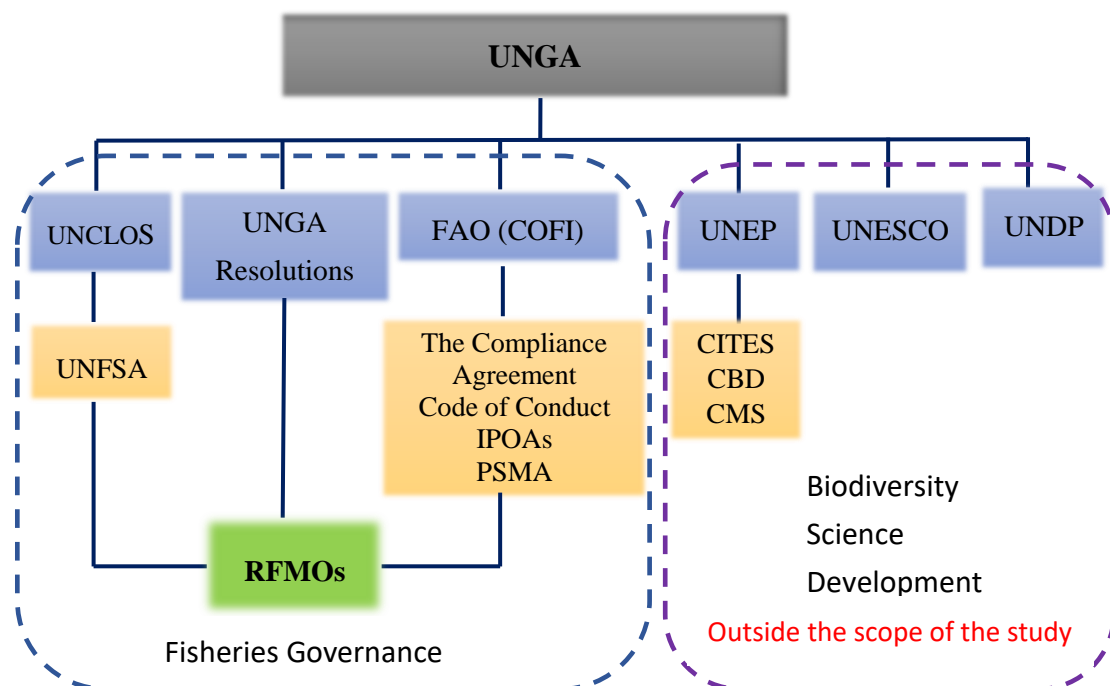 UNGA
UNCLOS
UNGA
Resolutions
FAO (COFI)
UNEP
UNESCO
UNDP
UNFSA
The Compliance
Agreement
Code of Conduct
IPOAs
PSMA
CITES
CBD
CMS
RFMOs
Fisheries Governance
Biodiversity
Science
Development
Outside the scope of the study